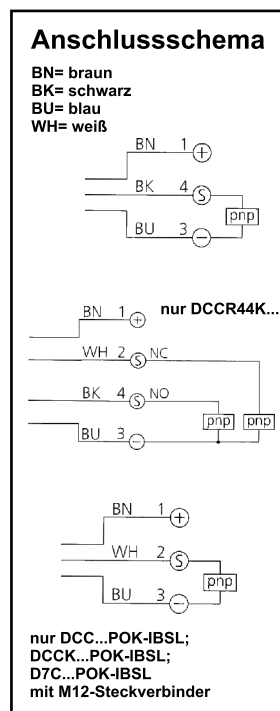 Anschlussschema
BN= braun
BK= schwarz
BU= blau
WH= weiß
BN 1 +
BK 4 S
pnp
BU 3 −
BN 1 + nur DCCR44K...
WH 2 S NC
BK 4 S NO
pnp pnp
BU 3 −
BN 1 +
WH 2 S
pnp
BU 3 −
nur DCC...POK-IBSL;
DCCK...POK-IBSL;
D7C...POK-IBSL
mit M12-Steckverbinder